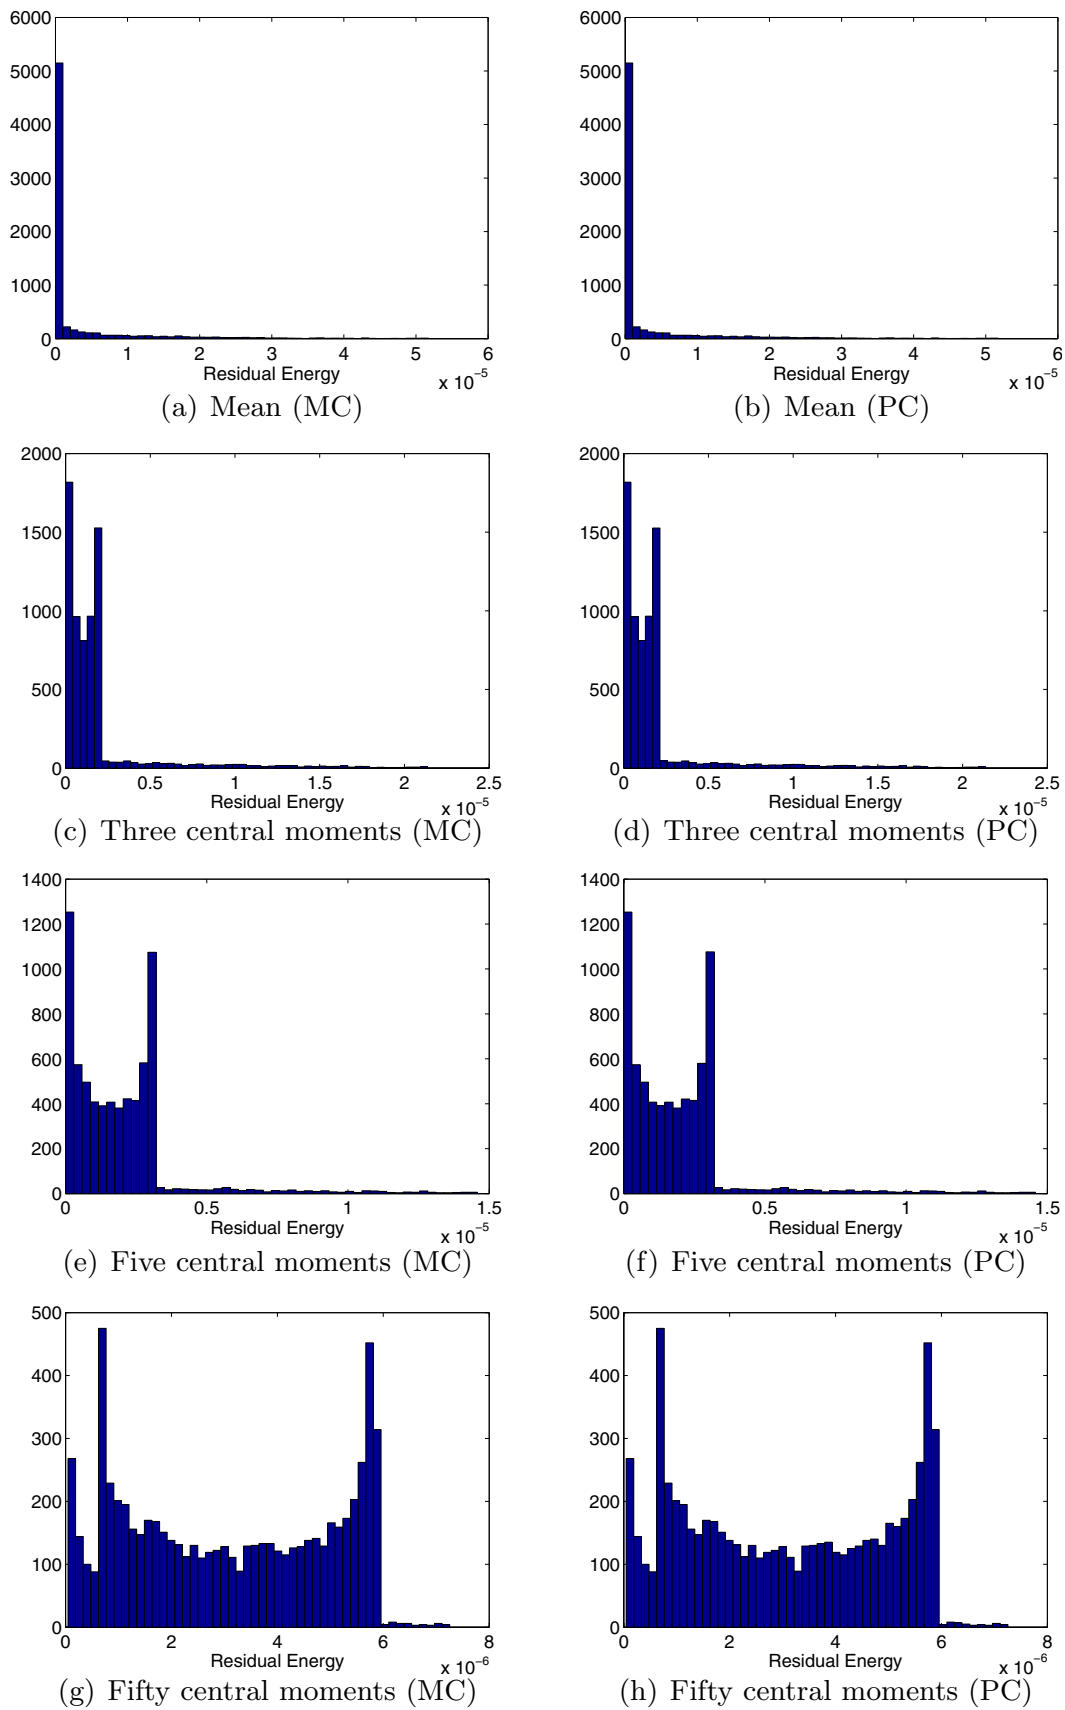 6000
5000
4000
3000
2000
1000
0
0 1 2 3 4 5 6
Residual Energy
x 10⁻⁵
(a) Mean (MC)
6000
5000
4000
3000
2000
1000
0
0 1 2 3 4 5 6
Residual Energy
x 10⁻⁵
(b) Mean (PC)
2000
1500
1000
500
0
0 0.5 1 1.5 2 2.5
Residual Energy
x 10⁻⁵
(c) Three central moments (MC)
2000
1500
1000
500
0
0 0.5 1 1.5 2 2.5
Residual Energy
x 10⁻⁵
(d) Three central moments (PC)
1400
1200
1000
800
600
400
200
0
0 0.5 1 1.5
Residual Energy
x 10⁻⁵
(e) Five central moments (MC)
1400
1200
1000
800
600
400
200
0
0 0.5 1 1.5
Residual Energy
x 10⁻⁵
(f) Five central moments (PC)
500
400
300
200
100
0
0 2 4 6 8
Residual Energy
x 10⁻⁶
(g) Fifty central moments (MC)
500
400
300
200
100
0
0 2 4 6 8
Residual Energy
x 10⁻⁶
(h) Fifty central moments (PC)